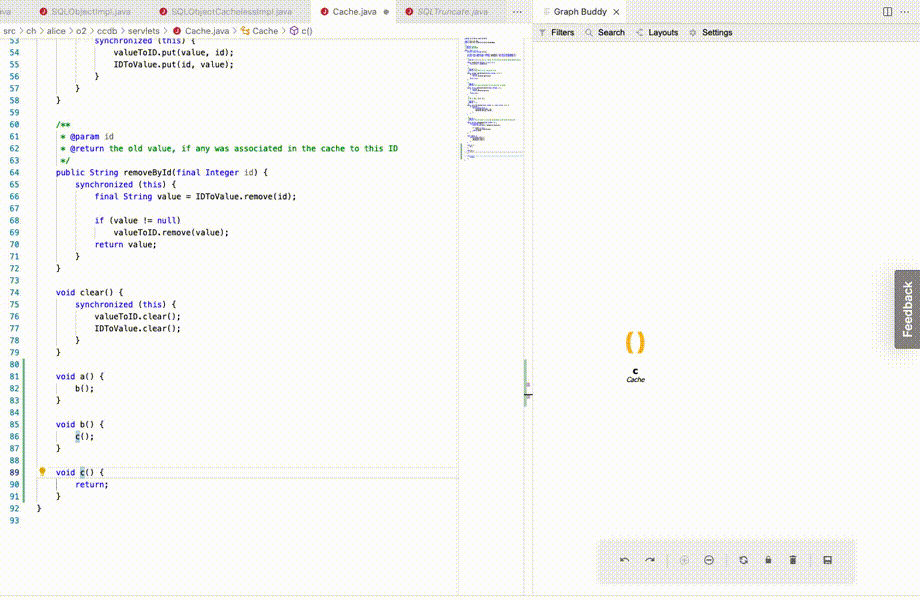 SQLObjectImpl.java
SQLObjectCachelessImpl.java
Cache.java
SQLTruncate.java
Graph Buddy
src > ch > alice > o2 > ccdb > servlets > Cache.java > Cache > c()
Filters
Search
Layouts
Settings
53 synchronized (this) {
54 valueToID.put(value, id);
55 IDToValue.put(id, value);
56 }
57 }
58 }
59
60 /**
61 * @param id
62 * @return the old value, if any was associated in the cache to this ID
63 */
64 public String removeById(final Integer id) {
65 synchronized (this) {
66 final String value = IDToValue.remove(id);
67
68 if (value != null)
69 valueToID.remove(value);
70 return value;
71 }
72 }
73
74 void clear() {
75 synchronized (this) {
76 valueToID.clear();
77 IDToValue.clear();
78 }
79 }
80
81 void a() {
82 b();
83 }
84
85 void b() {
86 c();
87 }
88
89 void c() {
90 return;
91 }
92 }
93
()
c
Cache
Feedback